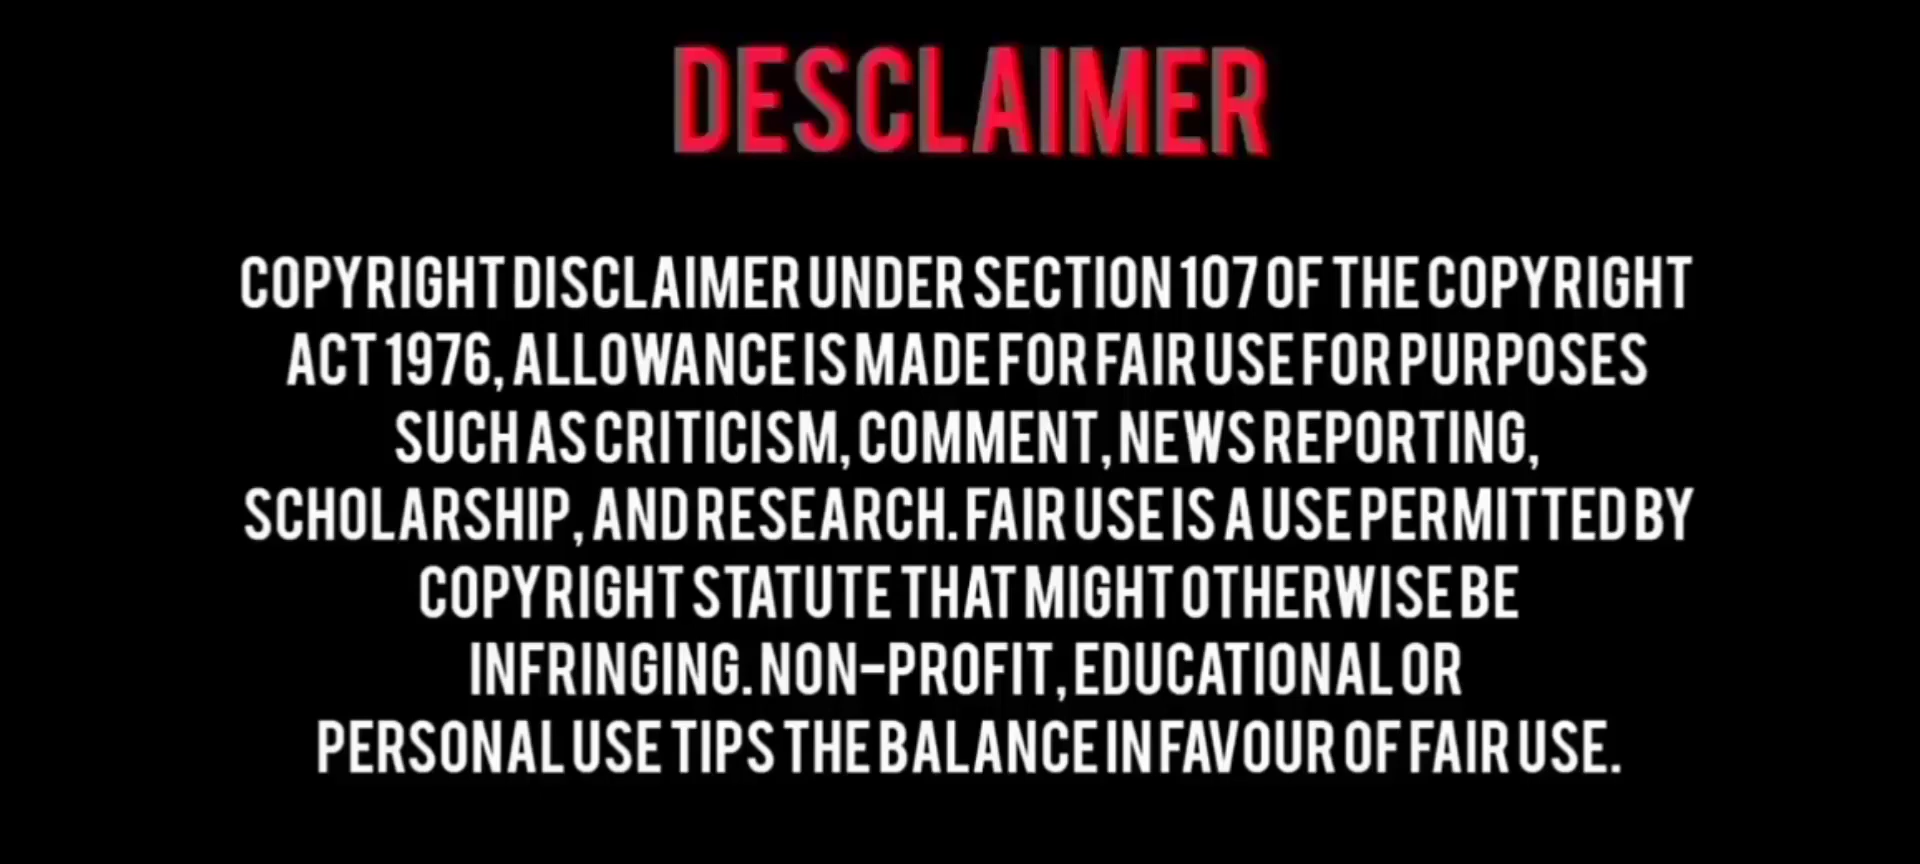 DESCLAIMER
COPYRIGHT DISCLAIMER UNDER SECTION 107 OF THE COPYRIGHT
ACT 1976, ALLOWANCE IS MADE FOR FAIR USE FOR PURPOSES
SUCH AS CRITICISM, COMMENT, NEWS REPORTING,
SCHOLARSHIP, AND RESEARCH. FAIR USE IS A USE PERMITTED BY
COPYRIGHT STATUTE THAT MIGHT OTHERWISE BE
INFRINGING. NON-PROFIT, EDUCATIONAL OR
PERSONAL USE TIPS THE BALANCE IN FAVOUR OF FAIR USE.